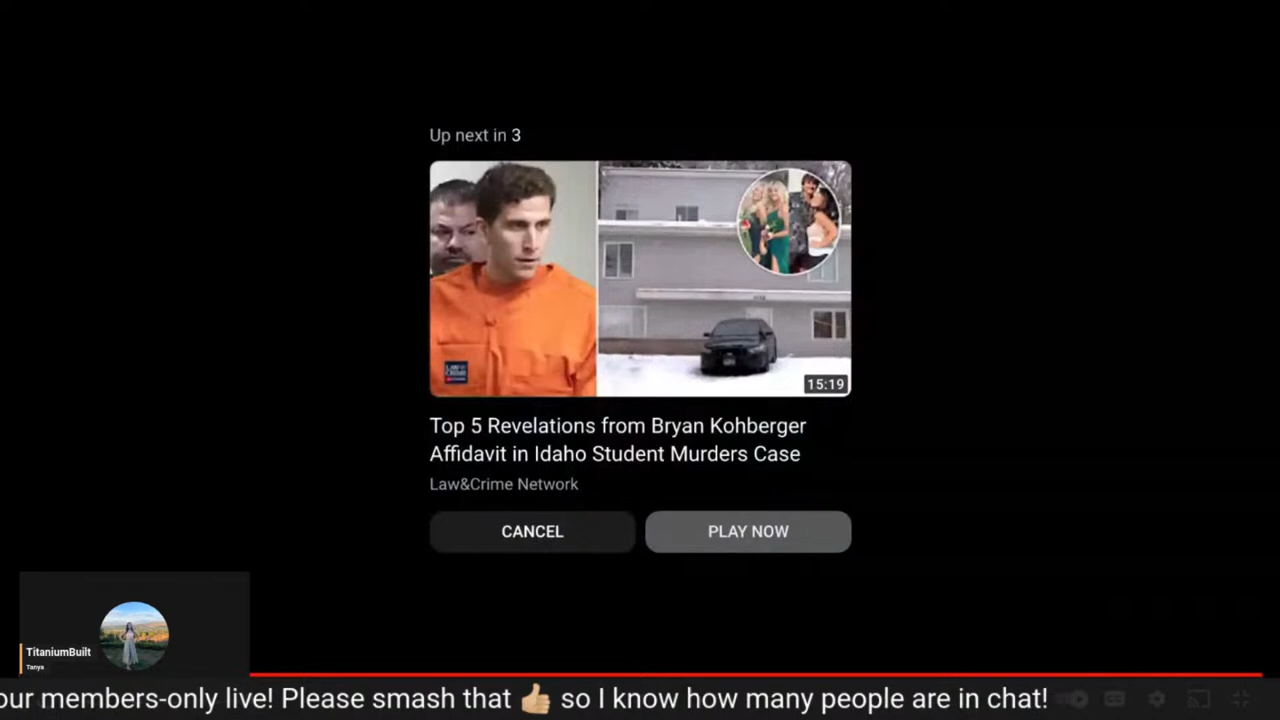 Up next in 3
LAW&
CRIME
15:19
Top 5 Revelations from Bryan Kohberger
Affidavit in Idaho Student Murders Case
Law&Crime Network
CANCEL
PLAY NOW
TitaniumBuilt
Tanya
our members-only live! Please smash that 👍🏼 so I know how many people are in chat!